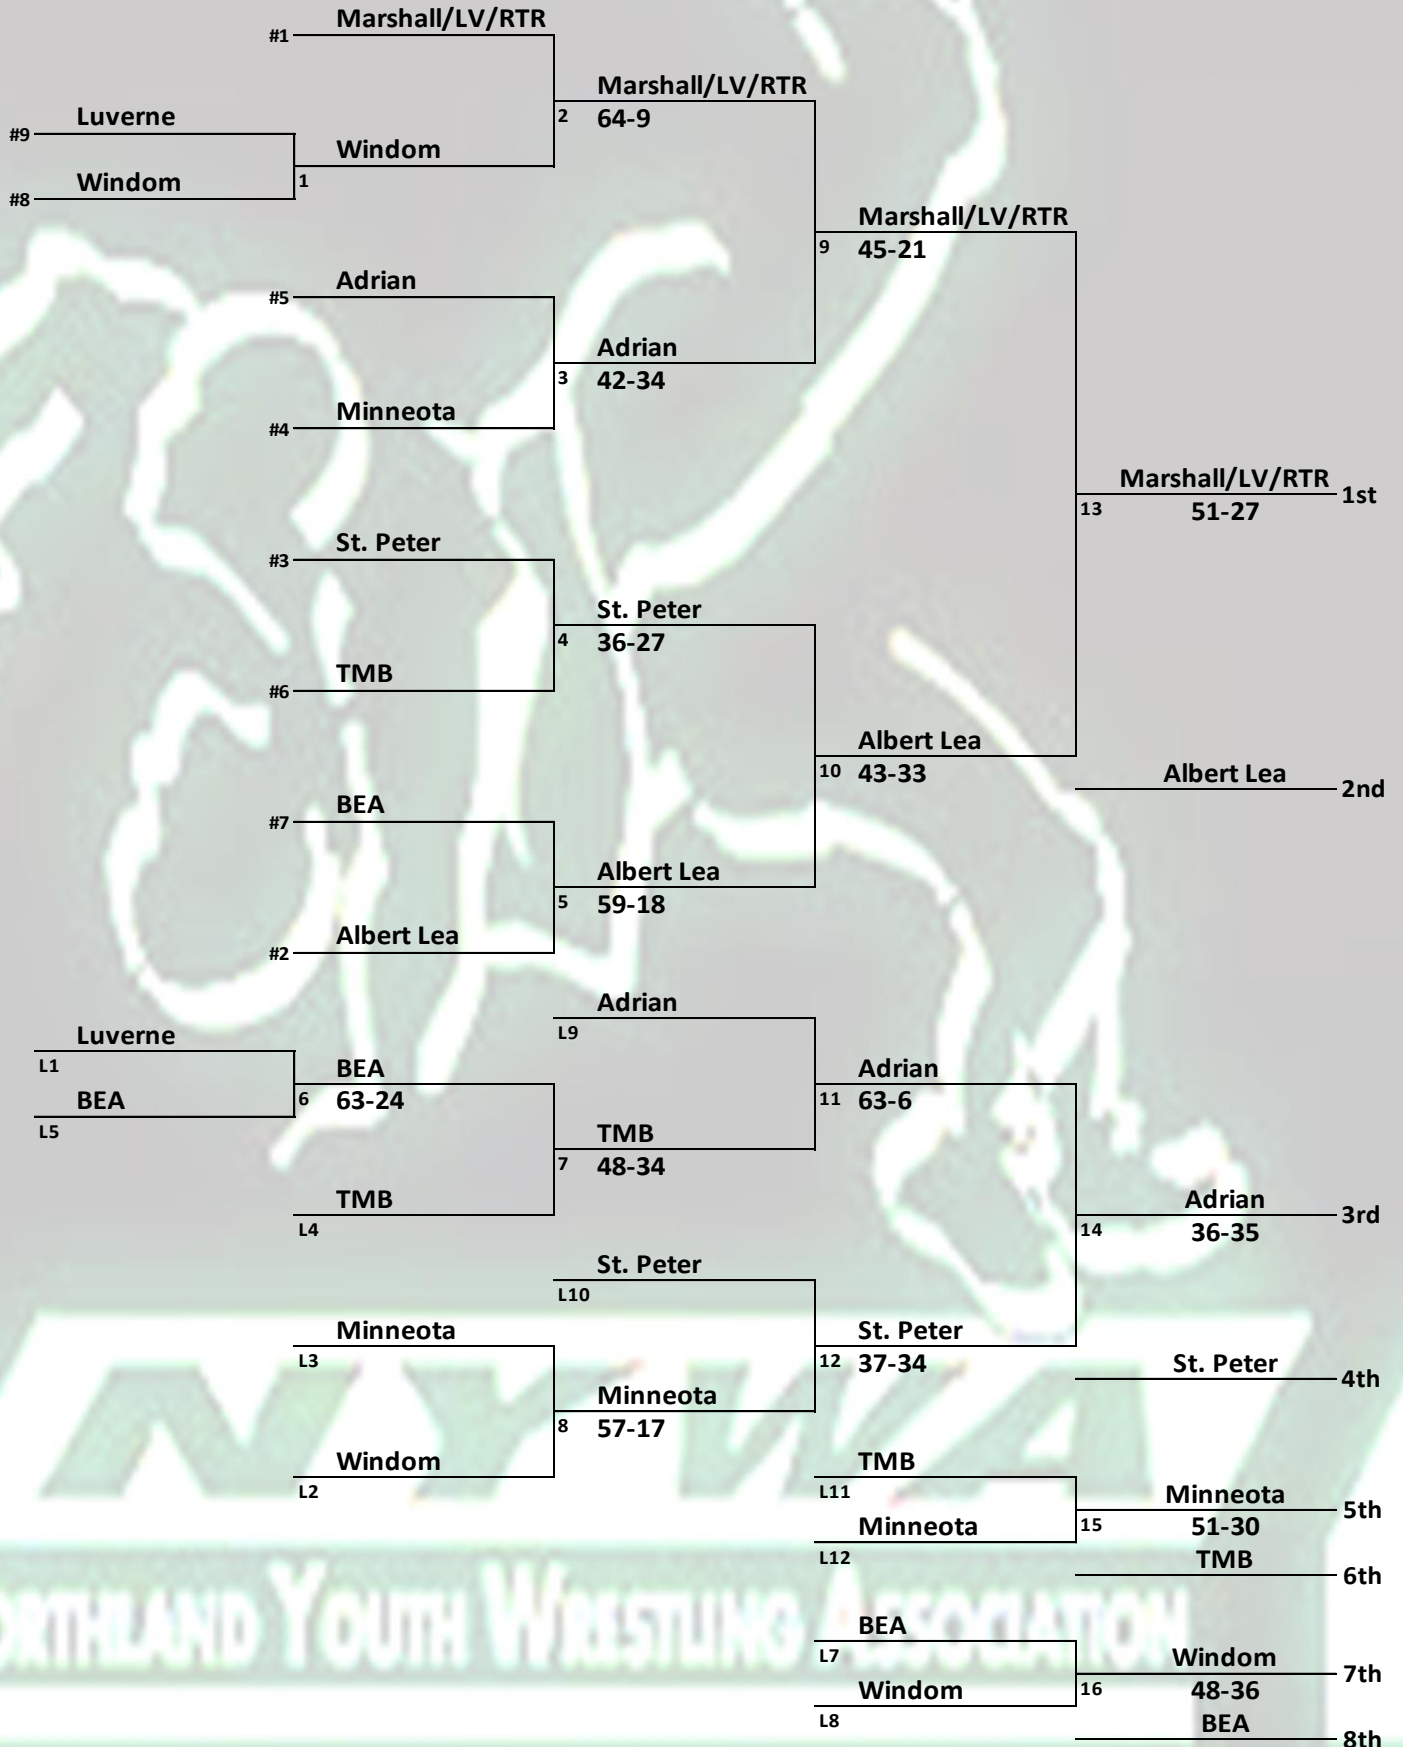 Marshall/LV/RTR
#1
Marshall/LV/RTR
2 64-9
Luverne
#9
Windom
Windom
1
#8
Marshall/LV/RTR
9 45-21
Adrian
#5
Adrian
3 42-34
Minneota
#4
Marshall/LV/RTR
1st
13 51-27
St. Peter
#3
St. Peter
4 36-27
TMB
#6
Albert Lea
10 43-33
Albert Lea
2nd
BEA
#7
Albert Lea
5 59-18
Albert Lea
#2
Adrian
L9
Luverne
L1
BEA
6 63-24
Adrian
11 63-6
BEA
L5
TMB
7 48-34
TMB
L4
Adrian
3rd
14 36-35
St. Peter
L10
Minneota
L3
St. Peter
12 37-34
St. Peter
4th
Minneota
8 57-17
Windom
L2
TMB
L11
Minneota
5th
15 51-30
Minneota
L12
TMB
6th
BEA
L7
Windom
7th
16 48-36
Windom
L8
BEA
8th
NYWA
ORTHLAND YOUTH WRESTLING ASSOCIATION